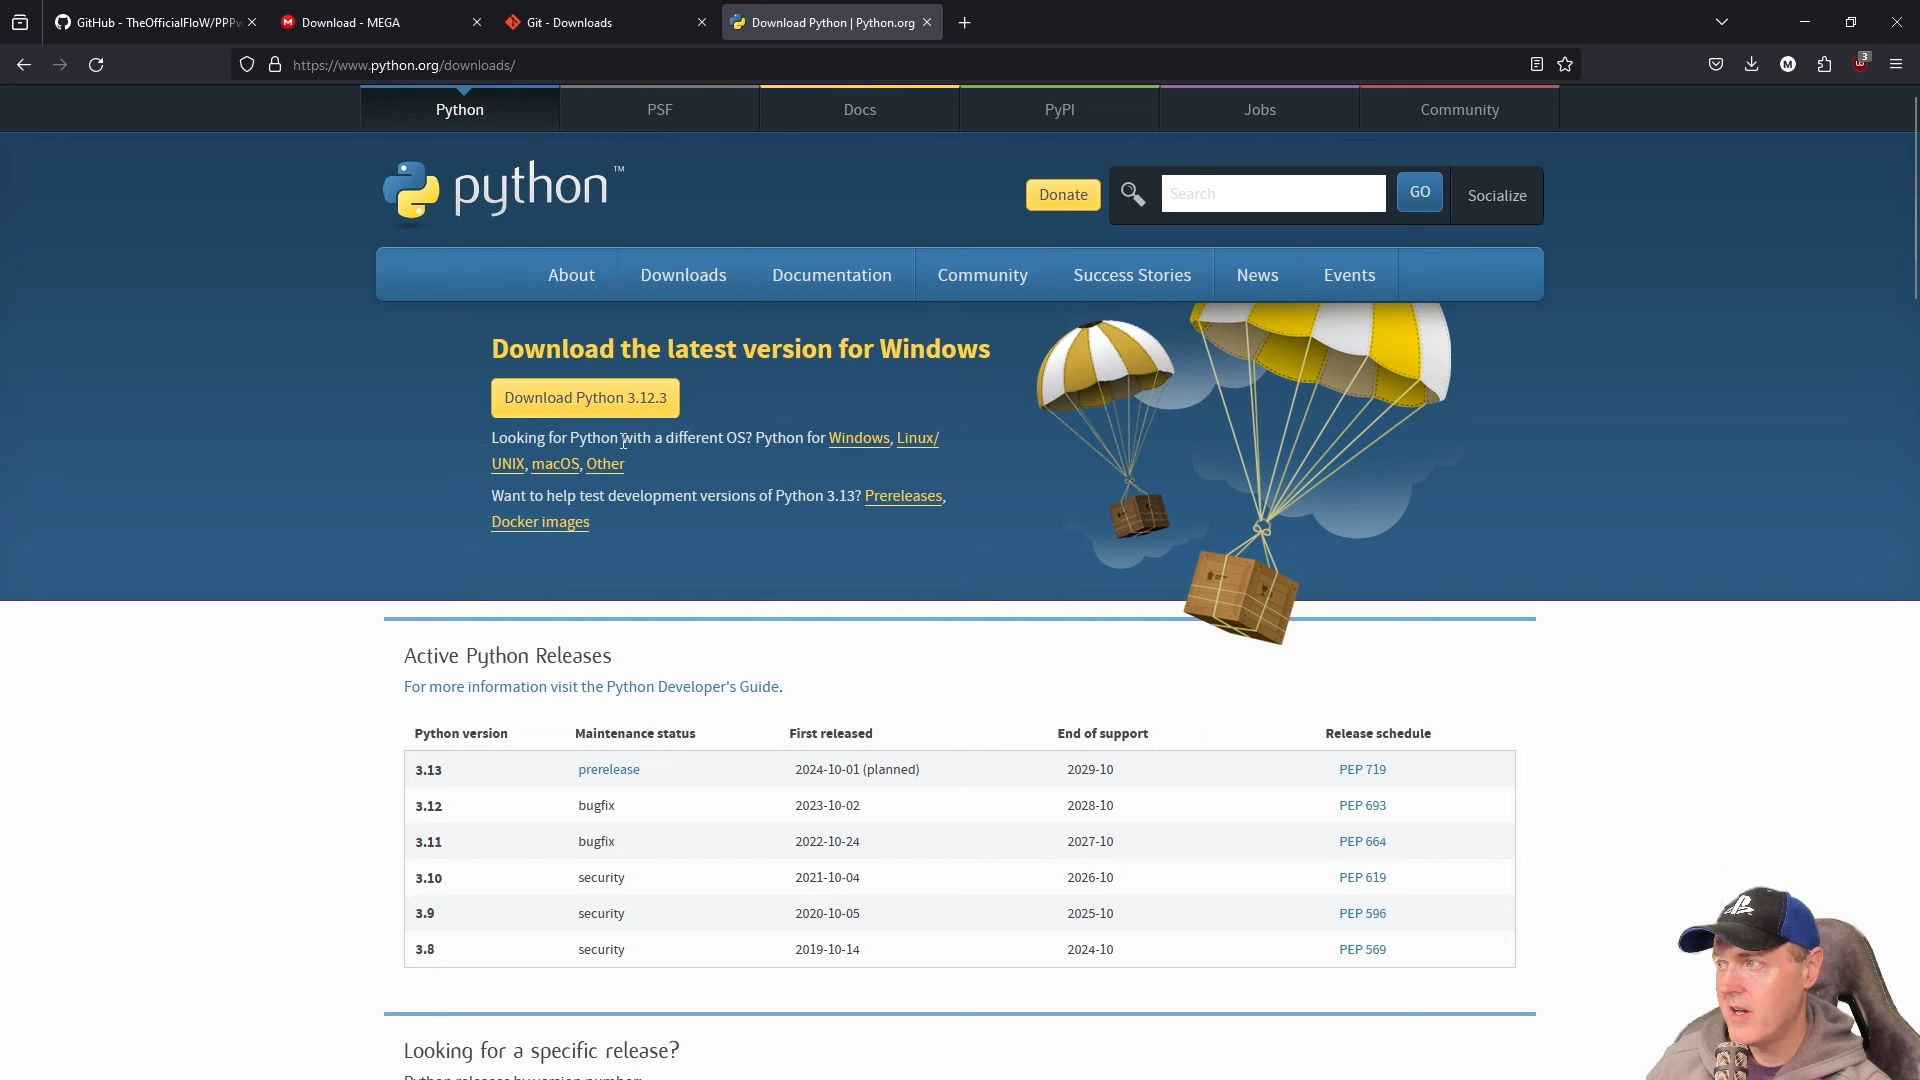 GitHub - TheOfficialFloW/PPPw
Download - MEGA
Git - Downloads
Download Python | Python.org
https://www.python.org/downloads/
M
3
Python
PSF
Docs
PyPI
Jobs
Community
python™
Donate
Search
GO
Socialize
About
Downloads
Documentation
Community
Success Stories
News
Events
Download the latest version for Windows
Download Python 3.12.3
Looking for Python with a different OS? Python for Windows, Linux/
UNIX, macOS, Other
Want to help test development versions of Python 3.13? Prereleases,
Docker images
Active Python Releases
For more information visit the Python Developer's Guide.
Python version Maintenance status First released End of support Release schedule
3.13 prerelease 2024-10-01 (planned) 2029-10 PEP 719
3.12 bugfix 2023-10-02 2028-10 PEP 693
3.11 bugfix 2022-10-24 2027-10 PEP 664
3.10 security 2021-10-04 2026-10 PEP 619
3.9 security 2020-10-05 2025-10 PEP 596
3.8 security 2019-10-14 2024-10 PEP 569
Looking for a specific release?
Python releases by version number: